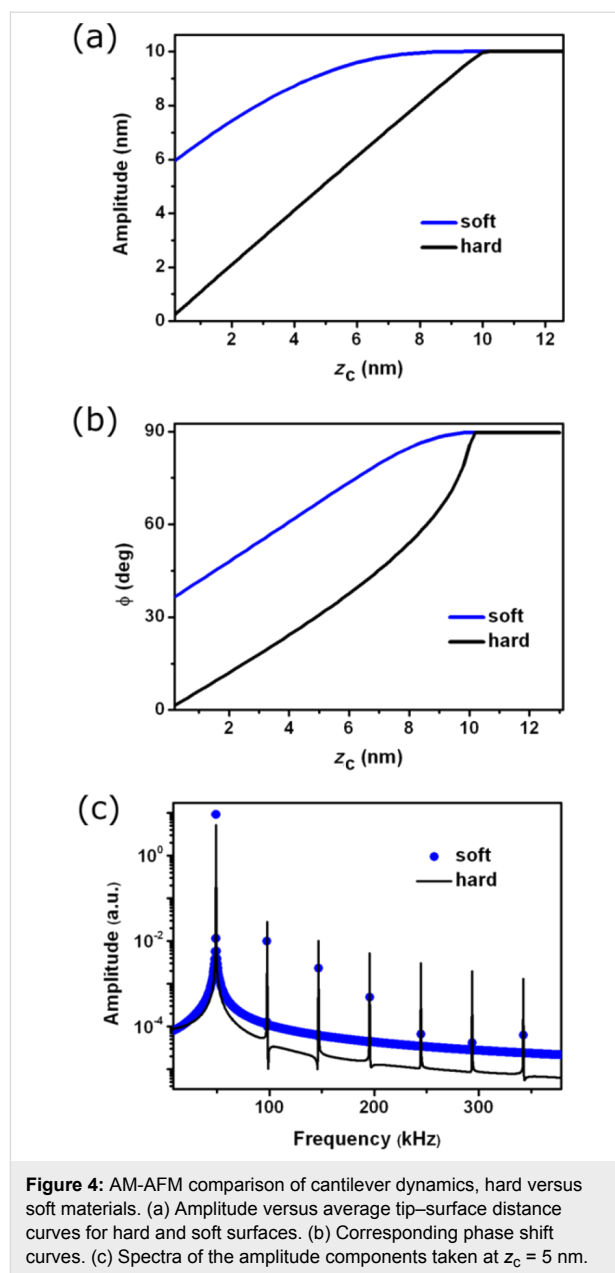 (a)
10
8
6
4
2
0
Amplitude (nm)
soft
hard
2 4 6 8 10 12
zc (nm)
(b)
90
60
30
0
ϕ (deg)
soft
hard
0 2 4 6 8 10 12
zc (nm)
(c)
10⁰
10⁻²
10⁻⁴
Amplitude (a.u.)
soft
hard
100 200 300
Frequency (kHz)
Figure 4: AM-AFM comparison of cantilever dynamics, hard versus
soft materials. (a) Amplitude versus average tip–surface distance
curves for hard and soft surfaces. (b) Corresponding phase shift
curves. (c) Spectra of the amplitude components taken at zc = 5 nm.